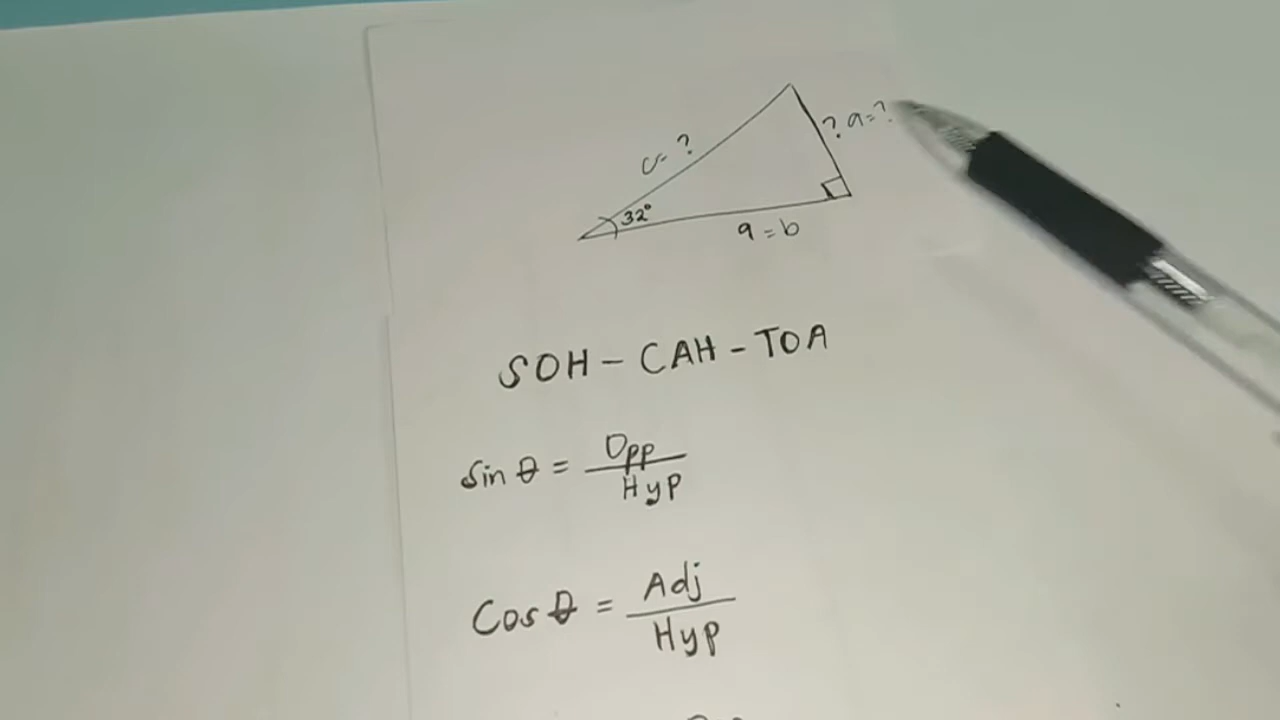 c = ?
? a = ?
32°
9 = b
SOH - CAH - TOA
Sin θ = Opp
Hyp
Cos θ = Adj
Hyp